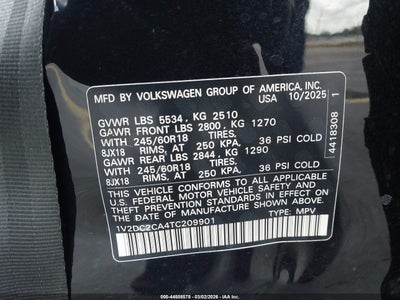 MFD BY VOLKSWAGEN GROUP OF AMERICA, INC.
USA 10/2025
GVWR LBS 5534, KG 2510
GAWR FRONT LBS 2800, KG 1270
WITH 245/60R18 TIRES.
8JX18 RIMS, AT 250 KPA. 36 PSI COLD
GAWR REAR LBS 2844, KG 1290
WITH 245/60R18 TIRES.
8JX18 RIMS, AT 250 KPA. 36 PSI COLD
THIS VEHICLE CONFORMS TO ALL APPLICABLE
U.S. FEDERAL MOTOR VEHICLE SAFETY AND
THEFT PREVENTION STANDARDS IN EFFECT ON
THE DATE OF MANUFACTURE SHOWN ABOVE.
1V2DC2CA4TC209901 TYPE: MPV
4418308 1
000-44508576 - 03/02/2026 - IAA Inc.